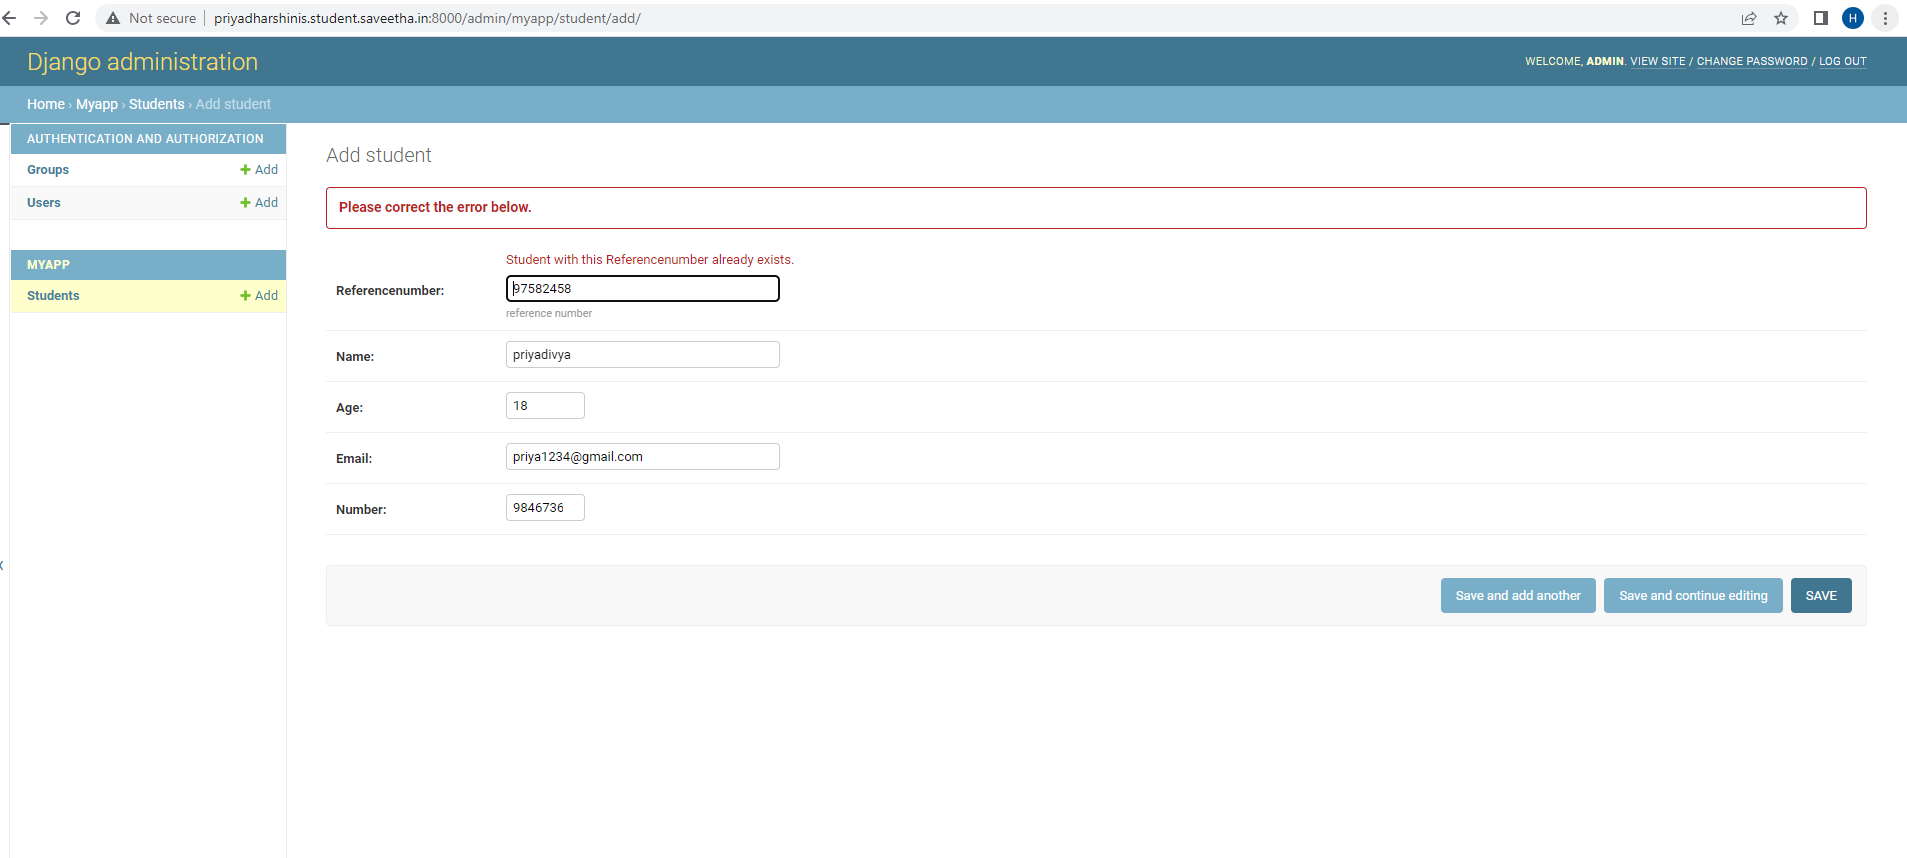 Not secure priyadharshinis.student.saveetha.in:8000/admin/myapp/student/add/ H
Django administration
WELCOME, ADMIN. VIEW SITE / CHANGE PASSWORD / LOG OUT
Home › Myapp › Students › Add student
AUTHENTICATION AND AUTHORIZATION
Groups + Add
Users + Add
MYAPP
Students + Add
Add student
Please correct the error below.
Student with this Referencenumber already exists.
Referencenumber: 97582458
reference number
Name: priyadivya
Age: 18
Email: priya1234@gmail.com
Number: 9846736
Save and add another Save and continue editing SAVE